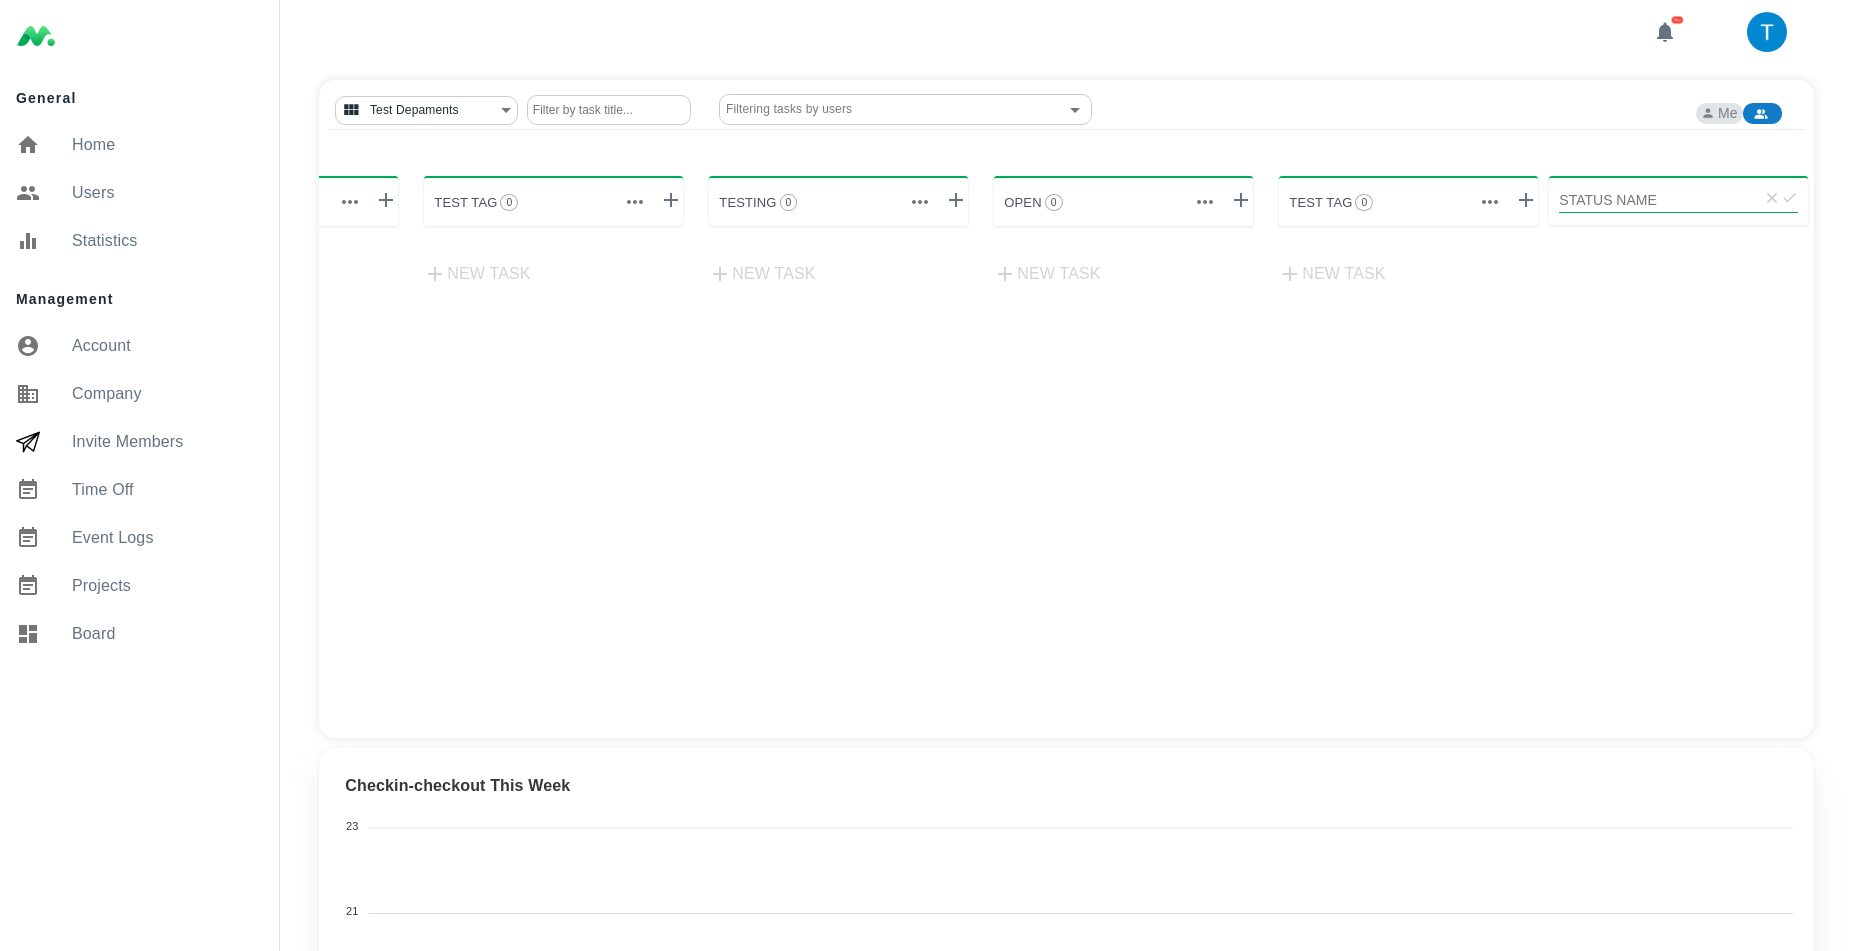 T
General
Home
Users
Statistics
Management
Account
Company
Invite Members
Time Off
Event Logs
Projects
Board
Test Depaments
Filter by task title...
Filtering tasks by users
Me
TEST TAG 0
TESTING 0
OPEN 0
TEST TAG 0
STATUS NAME
NEW TASK
NEW TASK
NEW TASK
NEW TASK
Checkin-checkout This Week
23
21